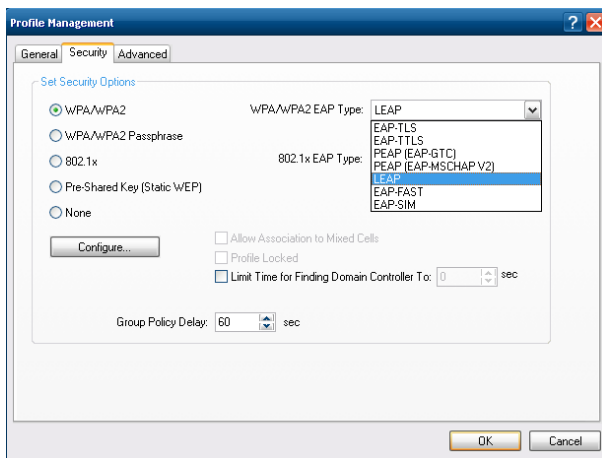 Profile Management
General Security Advanced
Set Security Options
WPA/WPA2 WPA/WPA2 EAP Type: LEAP
EAP-TLS
EAP-TTLS
WPA/WPA2 Passphrase
PEAP (EAP-GTC)
802.1x 802.1x EAP Type: PEAP (EAP-MSCHAP V2)
LEAP
Pre-Shared Key (Static WEP)
EAP-FAST
EAP-SIM
None
Allow Association to Mixed Cells
Configure...
Profile Locked
Limit Time for Finding Domain Controller To: 0 sec
Group Policy Delay: 60 sec
OK Cancel